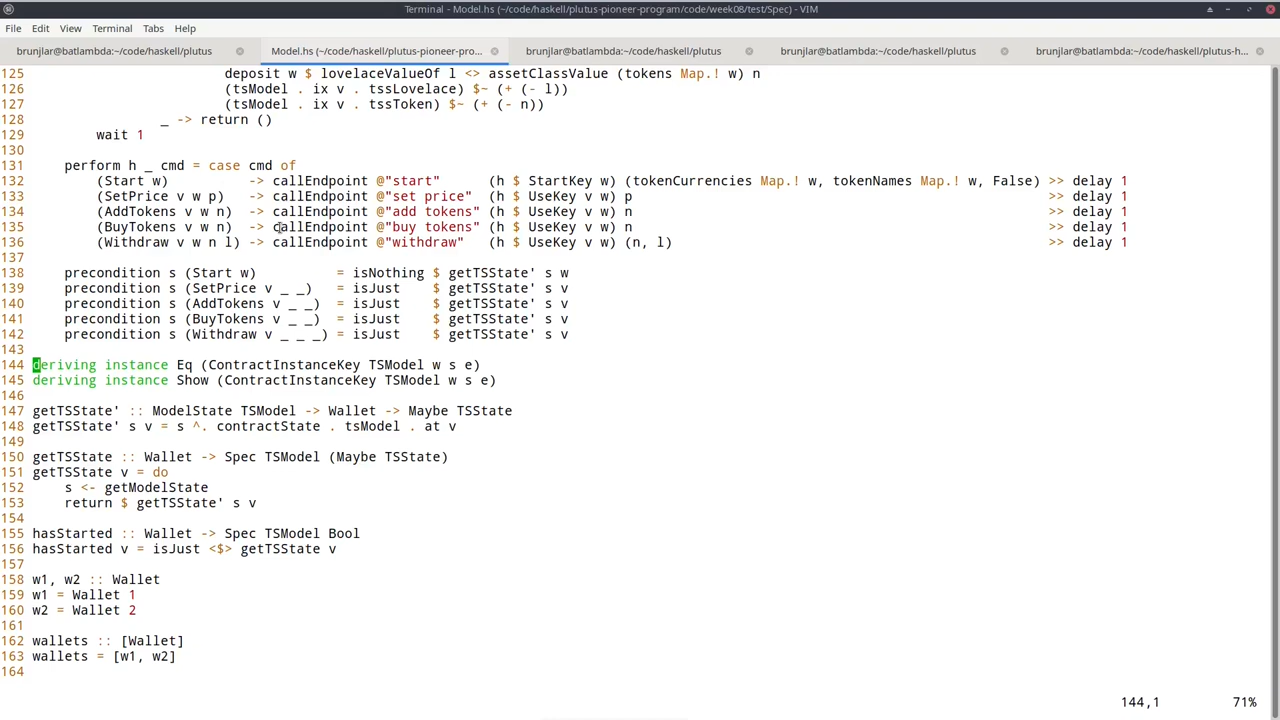 Terminal - Model.hs (~/code/haskell/plutus-pioneer-program/code/week08/test/Spec) - VIM
File Edit View Terminal Tabs Help
brunjlar@batlambda:~/code/haskell/plutus Model.hs (~/code/haskell/plutus-pioneer-pro... brunjlar@batlambda:~/code/haskell/plutus brunjlar@batlambda:~/code/haskell/plutus brunjlar@batlambda:~/code/haskell/plutus-h...
125                         deposit w $ lovelaceValueOf l <> assetClassValue (tokens Map.! w) n
126                         (tsModel . ix v . tssLovelace) $~ (+ (- l))
127                         (tsModel . ix v . tssToken) $~ (+ (- n))
128                 _ -> return ()
129         wait 1
130
131     perform h _ cmd = case cmd of
132         (Start w)          -> callEndpoint @"start"      (h $ StartKey w) (tokenCurrencies Map.! w, tokenNames Map.! w, False) >> delay 1
133         (SetPrice v w p)   -> callEndpoint @"set price"  (h $ UseKey v w) p                                                    >> delay 1
134         (AddTokens v w n)  -> callEndpoint @"add tokens" (h $ UseKey v w) n                                                    >> delay 1
135         (BuyTokens v w n)  -> callEndpoint @"buy tokens" (h $ UseKey v w) n                                                    >> delay 1
136         (Withdraw v w n l) -> callEndpoint @"withdraw"   (h $ UseKey v w) (n, l)                                               >> delay 1
137
138     precondition s (Start w)          = isNothing $ getTSState' s w
139     precondition s (SetPrice v _ _)   = isJust    $ getTSState' s v
140     precondition s (AddTokens v _ _)  = isJust    $ getTSState' s v
141     precondition s (BuyTokens v _ _)  = isJust    $ getTSState' s v
142     precondition s (Withdraw v _ _ _) = isJust    $ getTSState' s v
143
144 deriving instance Eq (ContractInstanceKey TSModel w s e)
145 deriving instance Show (ContractInstanceKey TSModel w s e)
146
147 getTSState' :: ModelState TSModel -> Wallet -> Maybe TSState
148 getTSState' s v = s ^. contractState . tsModel . at v
149
150 getTSState :: Wallet -> Spec TSModel (Maybe TSState)
151 getTSState v = do
152     s <- getModelState
153     return $ getTSState' s v
154
155 hasStarted :: Wallet -> Spec TSModel Bool
156 hasStarted v = isJust <$> getTSState v
157
158 w1, w2 :: Wallet
159 w1 = Wallet 1
160 w2 = Wallet 2
161
162 wallets :: [Wallet]
163 wallets = [w1, w2]
164
144,1 71%